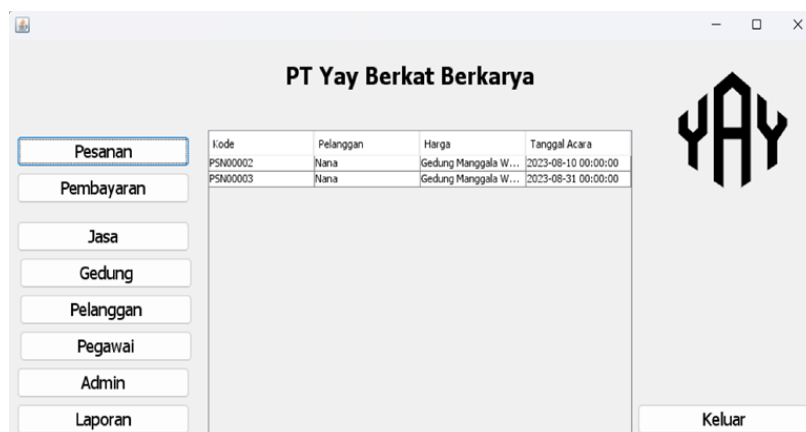 PT Yay Berkat Berkarya
YAY
Pesanan
Pembayaran
Jasa
Gedung
Pelanggan
Pegawai
Admin
Laporan
Kode Pelanggan Harga Tanggal Acara
PSN00002 Nana Gedung Manggala W... 2023-08-10 00:00:00
PSN00003 Nana Gedung Manggala W... 2023-08-31 00:00:00
Keluar